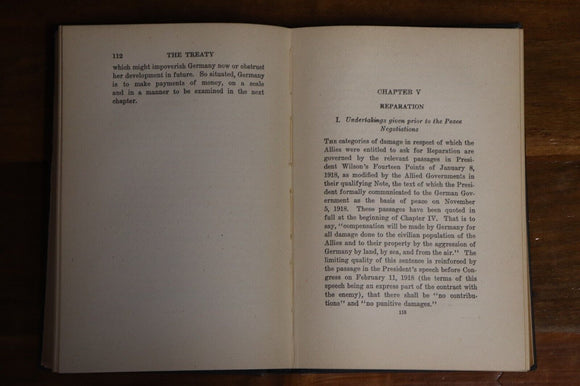 112 THE TREATY
which might impoverish Germany now or obstruct
her development in future. So situated, Germany
is to make payments of money, on a scale
and in a manner to be examined in the next
chapter.
CHAPTER V
REPARATION
I. Undertakings given prior to the Peace
Negotiations
THE categories of damage in respect of which the
Allies were entitled to ask for Reparation are
governed by the relevant passages in Presi-
dent Wilson's Fourteen Points of January 8,
1918, as modified by the Allied Governments in
their qualifying Note, the text of which the Presi-
dent formally communicated to the German Gov-
ernment as the basis of peace on November
5, 1918. These passages have been quoted in
full at the beginning of Chapter IV. That is to
say, "compensation will be made by Germany for
all damage done to the civilian population of the
Allies and to their property by the aggression of
Germany by land, by sea, and from the air." The
limiting quality of this sentence is reinforced by
the passage in the President's speech before Con-
gress on February 11, 1918 (the terms of this
speech being an express part of the contract with
the enemy), that there shall be "no contribu-
tions" and "no punitive damages."
113